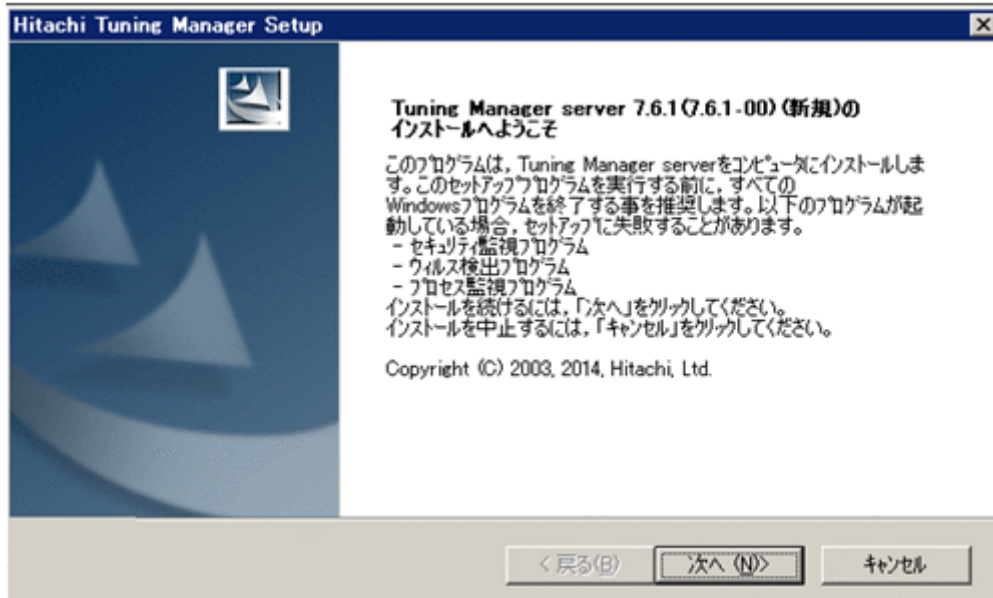 Hitachi Tuning Manager Setup
Tuning Manager server 7.6.1(7.6.1-00) (新規)の
インストールへようこそ
このプログラムは，Tuning Manager serverをコンピュータにインストールしま
す。このセットアッププログラムを実行する前に，すべての
Windowsプログラムを終了する事を推奨します。以下のプログラムが起
動している場合，セットアップに失敗することがあります。
- セキュリティ監視プログラム
- ウィルス検出プログラム
- プロセス監視プログラム
インストールを続けるには，「次へ」をクリックしてください。
インストールを中止するには，「キャンセル」をクリックしてください。
Copyright (C) 2003, 2014, Hitachi, Ltd.
< 戻る(B) 次へ (N)> キャンセル